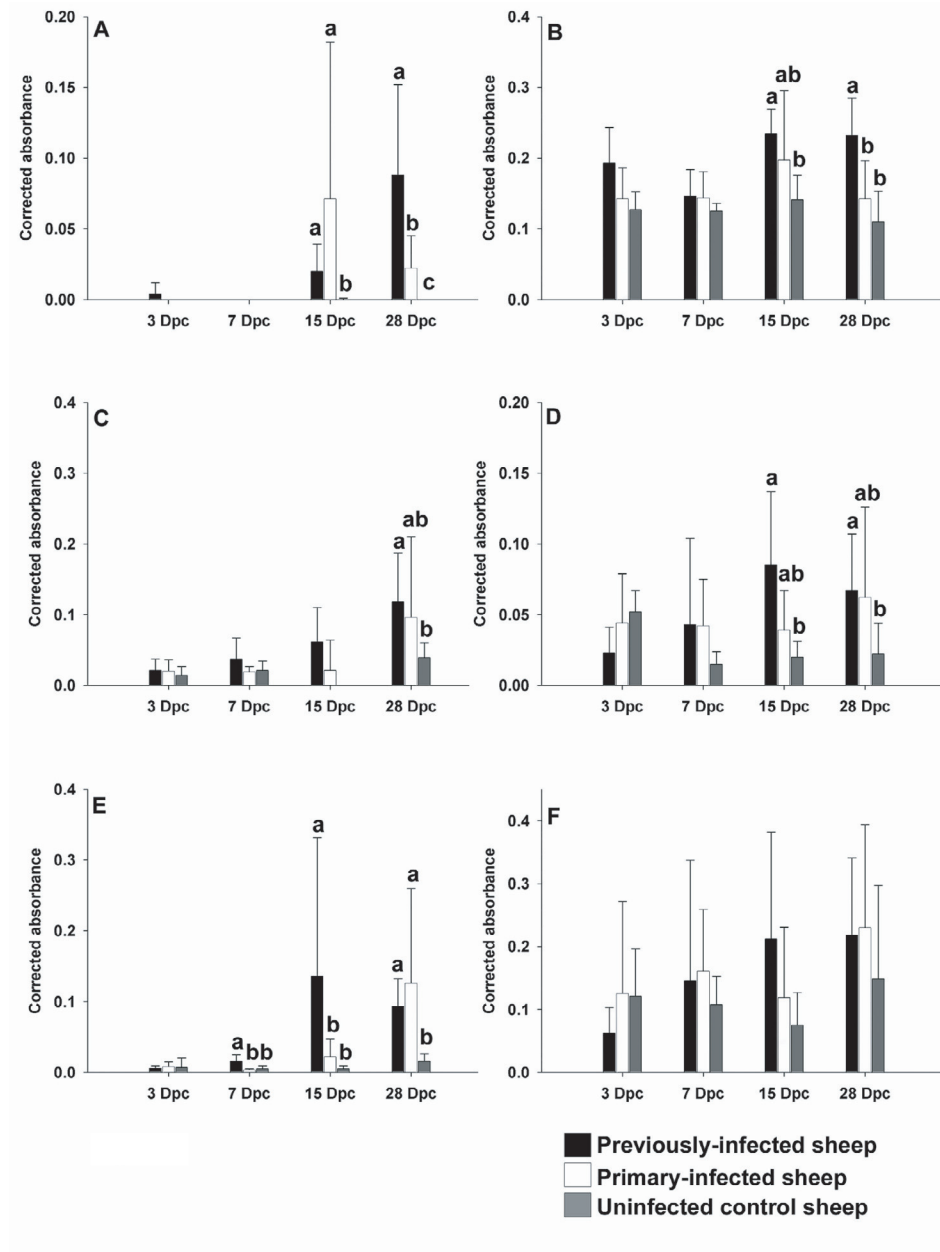 A
Corrected absorbance
0.20
0.15
0.10
0.05
0.00
a
a
b
a
b
c
3 Dpc 7 Dpc 15 Dpc 28 Dpc
B
Corrected absorbance
0.4
0.3
0.2
0.1
0.0
a
ab
b
a
b
b
3 Dpc 7 Dpc 15 Dpc 28 Dpc
C
Corrected absorbance
0.4
0.3
0.2
0.1
0.0
a
ab
b
3 Dpc 7 Dpc 15 Dpc 28 Dpc
D
Corrected absorbance
0.20
0.15
0.10
0.05
0.00
a
ab
b
a
ab
b
3 Dpc 7 Dpc 15 Dpc 28 Dpc
E
Corrected absorbance
0.4
0.3
0.2
0.1
0.0
a
bb
a
b
b
a
a
b
3 Dpc 7 Dpc 15 Dpc 28 Dpc
F
Corrected absorbance
0.4
0.3
0.2
0.1
0.0
3 Dpc 7 Dpc 15 Dpc 28 Dpc
Previously-infected sheep
Primary-infected sheep
Uninfected control sheep